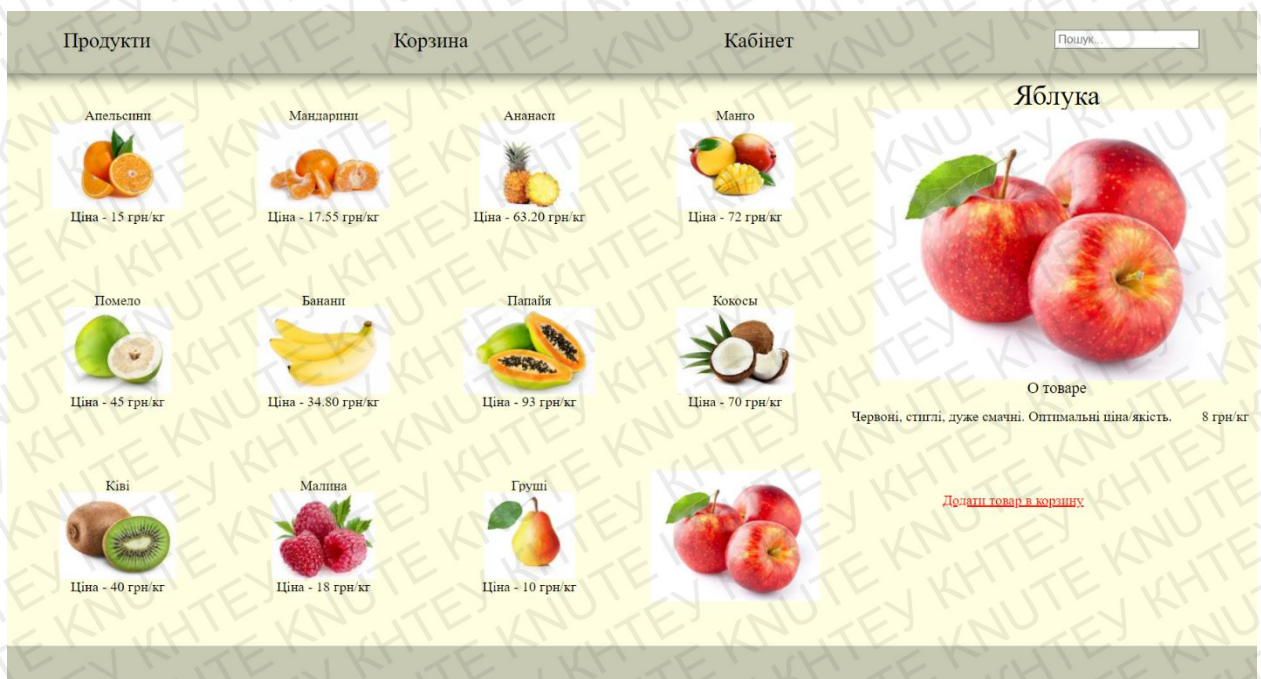 Продукти Корзина Кабінет Пошук...
Яблука
Апельсини Мандарини Ананаси Манго
Ціна - 15 грн/кг Ціна - 17.55 грн/кг Ціна - 63.20 грн/кг Ціна - 72 грн/кг
Помело Банани Папайя Кокосы
Ціна - 45 грн/кг Ціна - 34.80 грн/кг Ціна - 93 грн/кг Ціна - 70 грн/кг
О товаре
Червоні, стиглі, дуже смачні. Оптимальні ціна/якість. 8 грн/кг
Ківі Малина Груші
Ціна - 40 грн/кг Ціна - 18 грн/кг Ціна - 10 грн/кг
Додати товар в корзину
КНТЕУ KNUTE